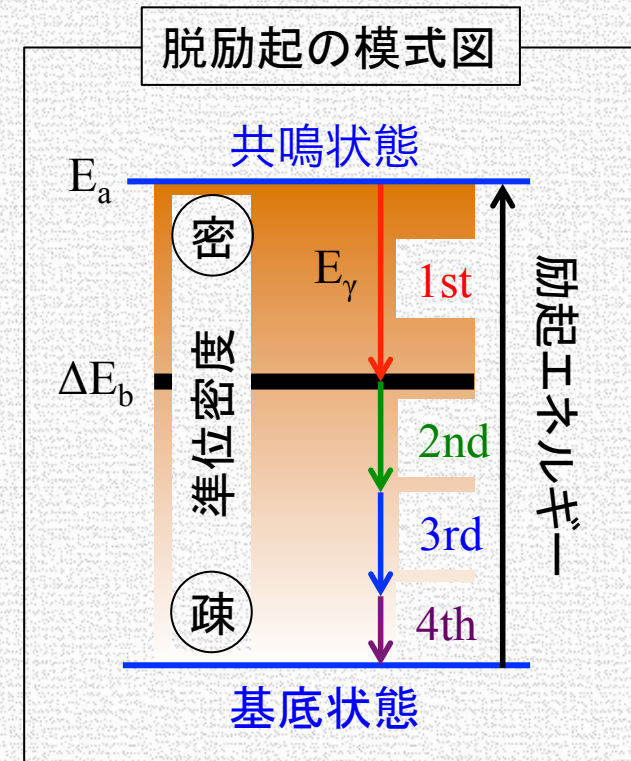 脱励起の模式図
共鳴状態
Eₐ
密
Eᵧ
1st
励起エネルギー
ΔE_b
準位密度
2nd
3rd
疎
4th
基底状態